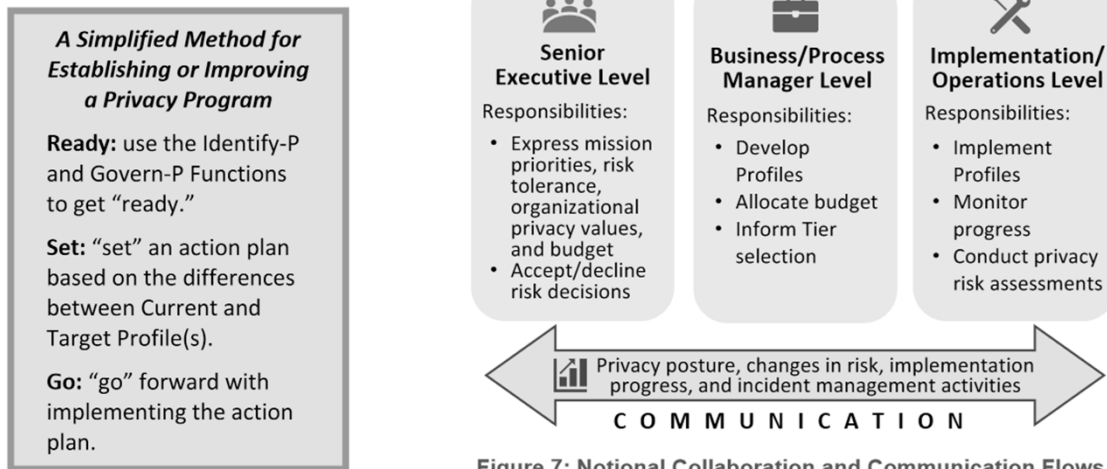 A Simplified Method for
Establishing or Improving
a Privacy Program
Ready: use the Identify-P
and Govern-P Functions
to get “ready.”
Set: “set” an action plan
based on the differences
between Current and
Target Profile(s).
Go: “go” forward with
implementing the action
plan.
Senior
Executive Level
Responsibilities:
• Express mission
priorities, risk
tolerance,
organizational
privacy values,
and budget
• Accept/decline
risk decisions
Business/Process
Manager Level
Responsibilities:
• Develop
Profiles
• Allocate budget
• Inform Tier
selection
Implementation/
Operations Level
Responsibilities:
• Implement
Profiles
• Monitor
progress
• Conduct privacy
risk assessments
Privacy posture, changes in risk, implementation
progress, and incident management activities
COMMUNICATION
Figure 7: Notional Collaboration and Communication Flows